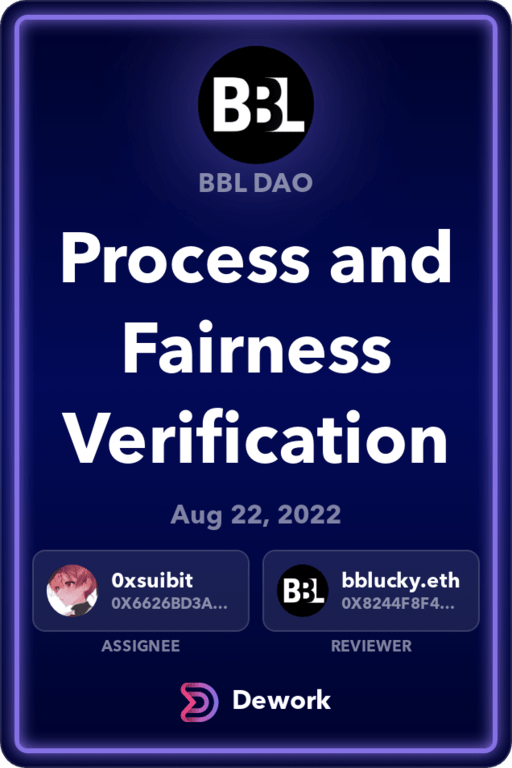 BBL
BBL DAO
Process and
Fairness
Verification
Aug 22, 2022
0xsuibit
0X6626BD3A...
ASSIGNEE
BBL
bblucky.eth
0X8244F8F4...
REVIEWER
Dework